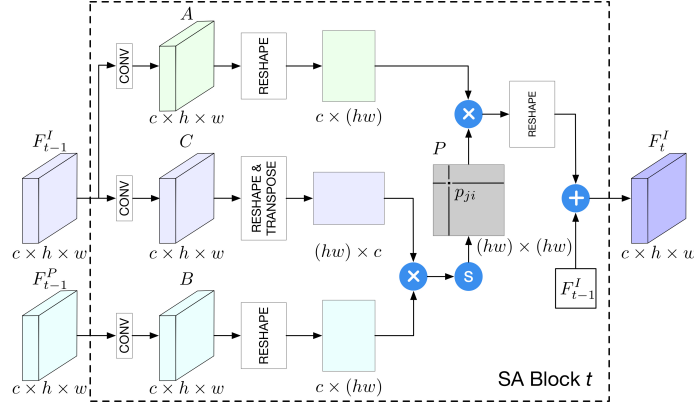 A
CONV
c × h × w
RESHAPE
c × (hw)
RESHAPE
F^I_{t-1}
c × h × w
CONV
C
c × h × w
RESHAPE &
TRANSPOSE
(hw) × c
P
p_{ji}
(hw) × (hw)
×
×
S
+
F^I_t
c × h × w
F^I_{t-1}
F^P_{t-1}
c × h × w
CONV
B
c × h × w
RESHAPE
c × (hw)
SA Block t